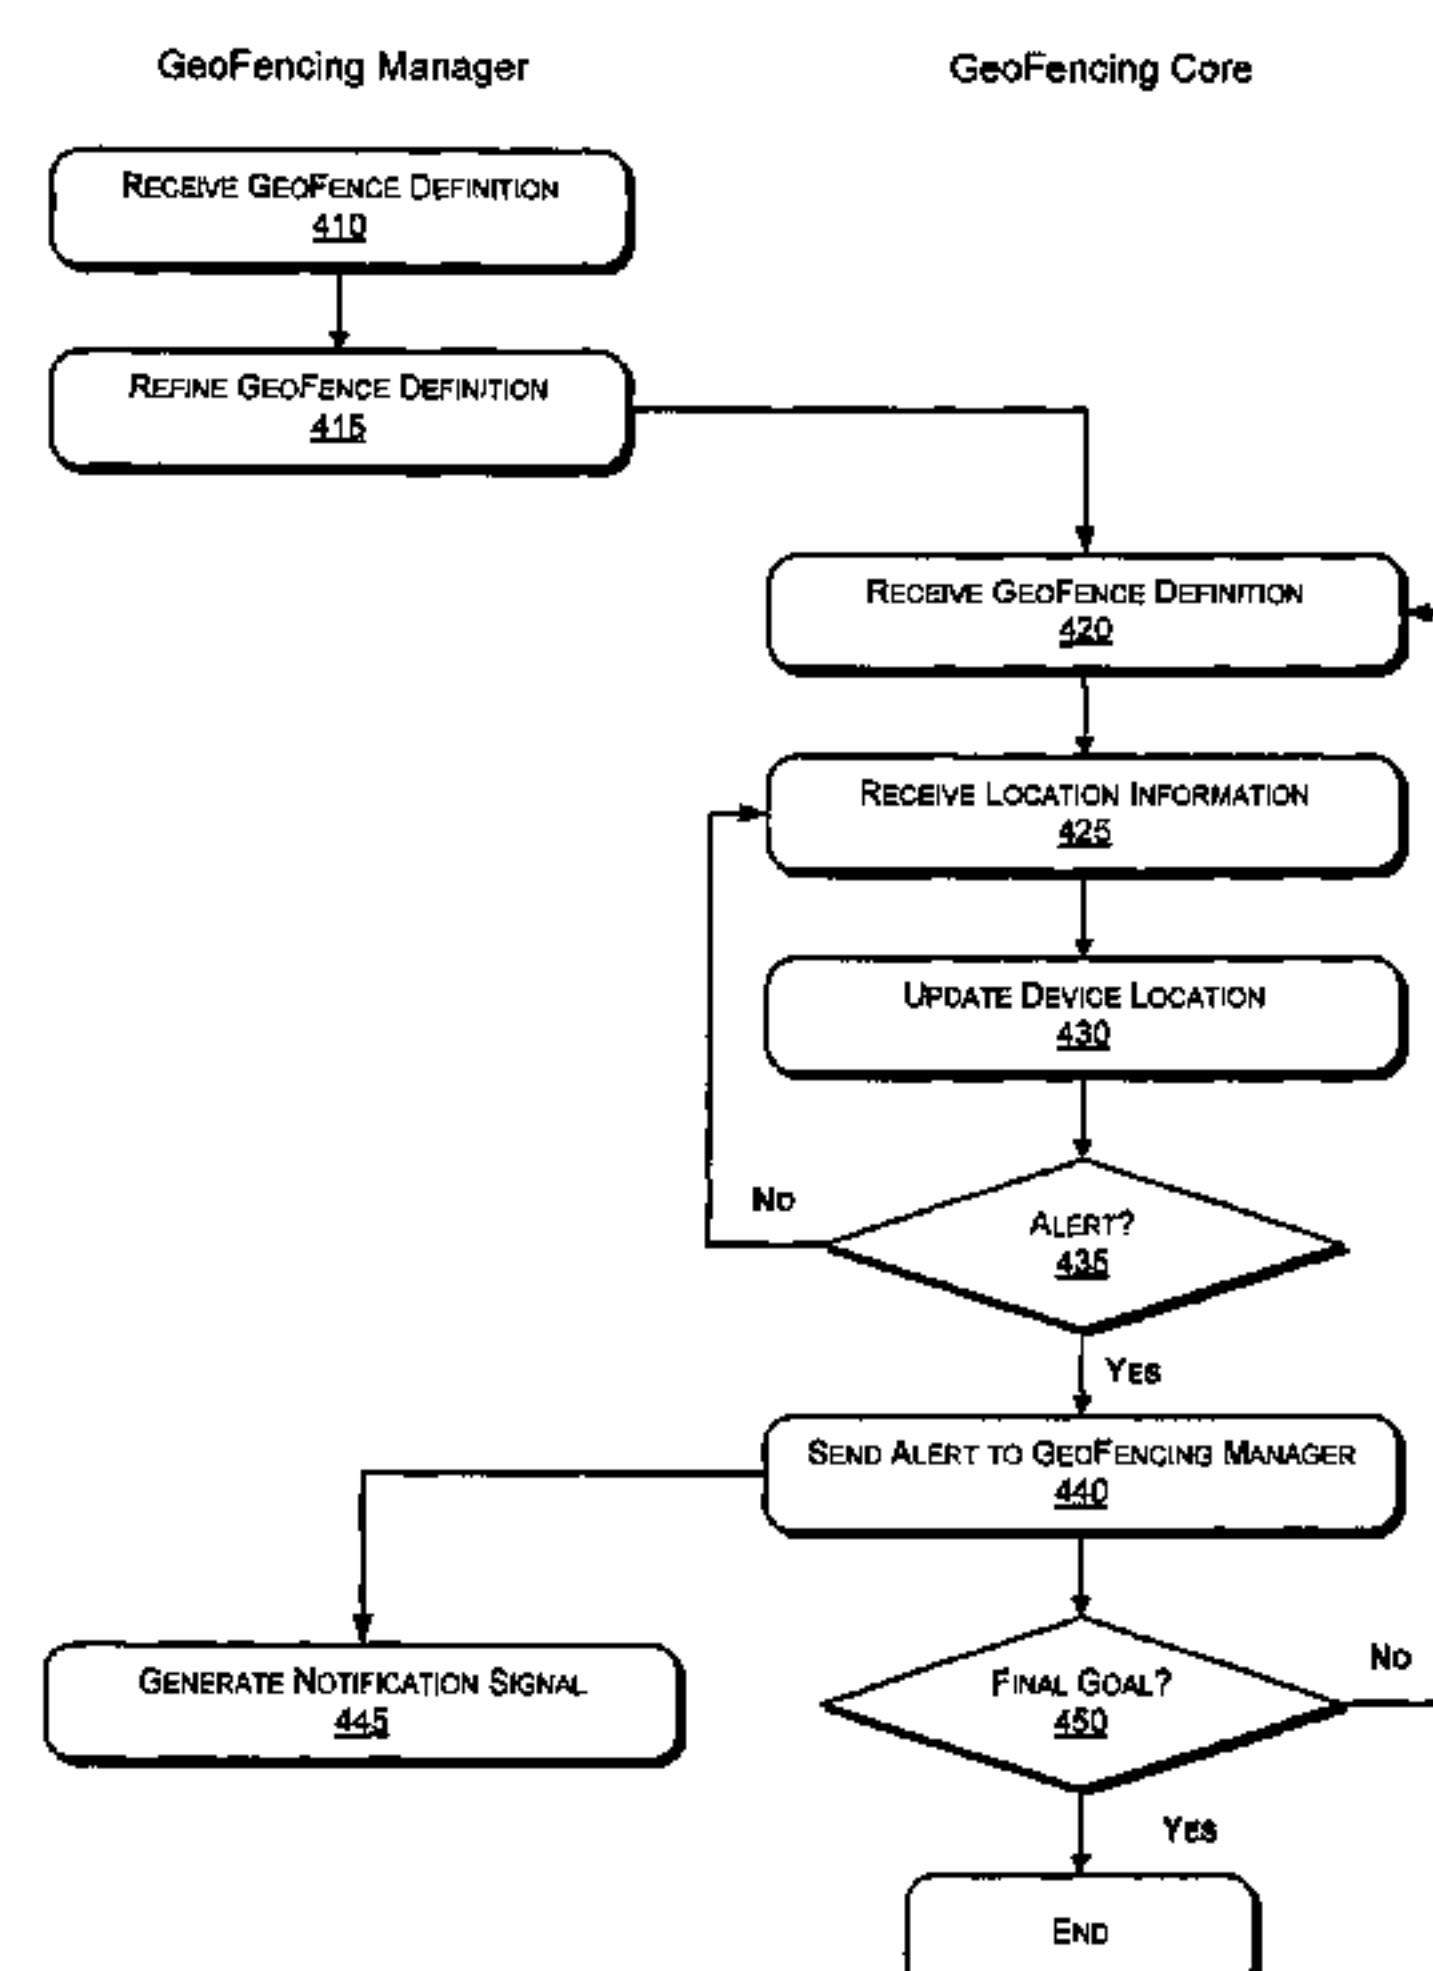 GeoFencing Manager
GeoFencing Core
RECEIVE GEOFENCE DEFINITION
410
REFINE GEOFENCE DEFINITION
415
RECEIVE GEOFENCE DEFINITION
420
RECEIVE LOCATION INFORMATION
425
UPDATE DEVICE LOCATION
430
NO
ALERT?
435
YES
SEND ALERT TO GEOFENCING MANAGER
440
GENERATE NOTIFICATION SIGNAL
445
FINAL GOAL?
450
NO
YES
END